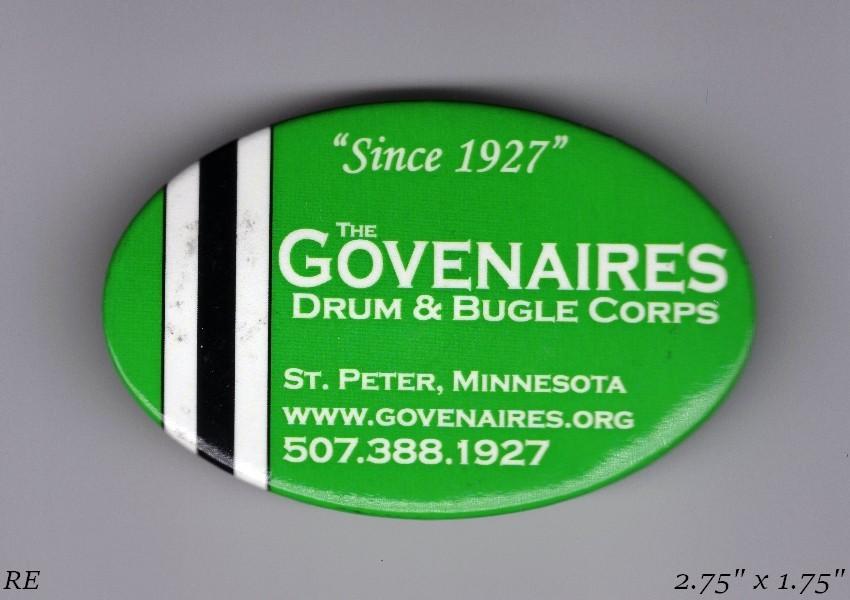 “Since 1927”
THE
GOVENAIRES
DRUM & BUGLE CORPS
ST. PETER, MINNESOTA
WWW.GOVENAIRES.ORG
507.388.1927
RE
2.75" x 1.75"